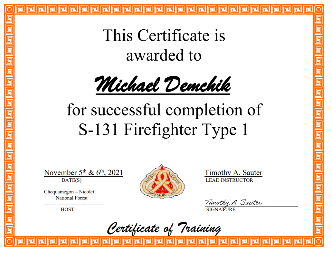 This Certificate is
awarded to
Michael Demchik
for successful completion of
S-131 Firefighter Type 1
November 5th & 6th, 2021
DATE(S)
Timothy A. Sauter
LEAD INSTRUCTOR
Chequamegon – Nicolet
National Forest
HOST
Timothy A Sauter
SIGNATURE
Certificate of Training